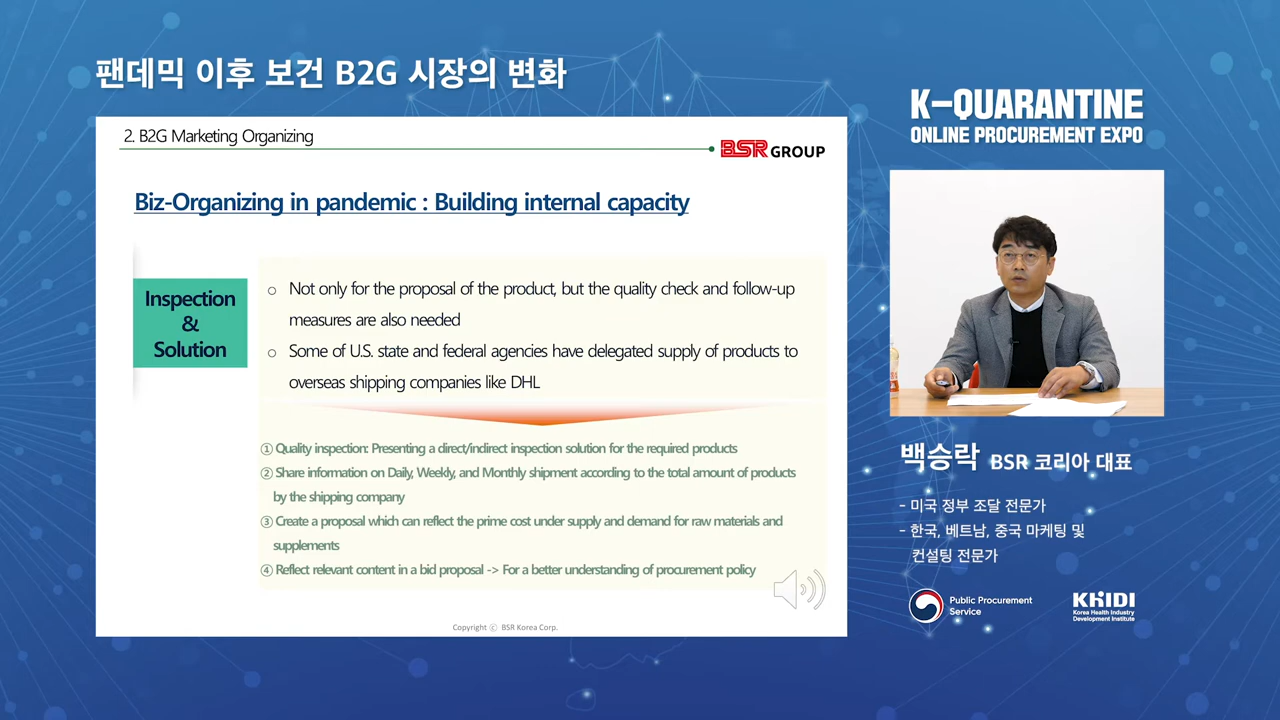 팬데믹 이후 보건 B2G 시장의 변화
K-QUARANTINE
ONLINE PROCUREMENT EXPO
2. B2G Marketing Organizing
BSR GROUP
Biz-Organizing in pandemic : Building internal capacity
Inspection
&
Solution
○ Not only for the proposal of the product, but the quality check and follow-up
measures are also needed
○ Some of U.S. state and federal agencies have delegated supply of products to
overseas shipping companies like DHL
① Quality inspection: Presenting a direct/indirect inspection solution for the required products
② Share information on Daily, Weekly, and Monthly shipment according to the total amount of products
by the shipping company
③ Create a proposal which can reflect the prime cost under supply and demand for raw materials and
supplements
④ Reflect relevant content in a bid proposal -> For a better understanding of procurement policy
Copyright ⓒ BSR Korea Corp.
백승락 BSR 코리아 대표
- 미국 정부 조달 전문가
- 한국, 베트남, 중국 마케팅 및
컨설팅 전문가
Public Procurement
Service
KHIDI
Korea Health Industry
Development Institute